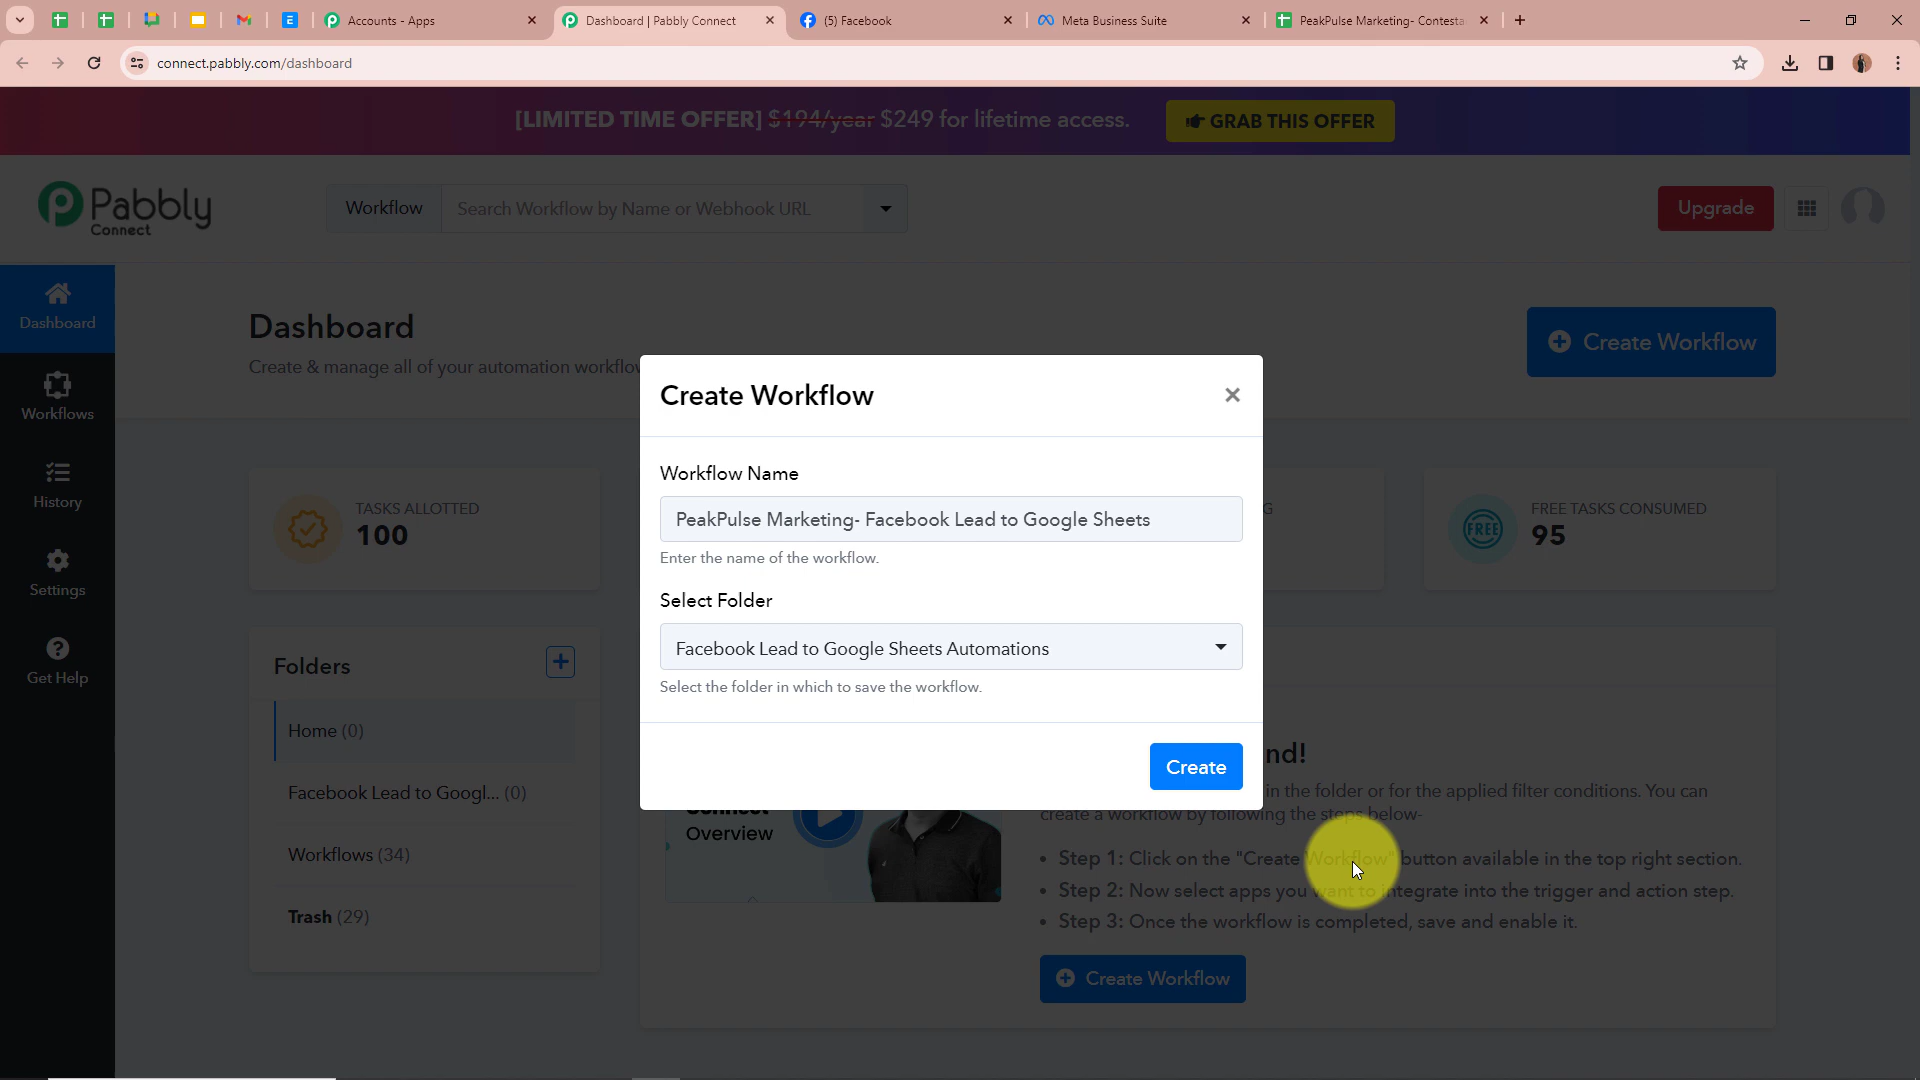 Accounts - Apps
Dashboard | Pabbly Connect
(5) Facebook
Meta Business Suite
PeakPulse Marketing- Contesta
connect.pabbly.com/dashboard
[LIMITED TIME OFFER] $194/year $249 for lifetime access.
GRAB THIS OFFER
Pabbly
Connect
Workflow
Search Workflow by Name or Webhook URL
Upgrade
Dashboard
Workflows
History
Settings
Get Help
Dashboard
Create & manage all of your automation workflo
Create Workflow
TASKS ALLOTTED
100
G
FREE
FREE TASKS CONSUMED
95
Folders
Home (0)
Facebook Lead to Googl... (0)
Workflows (34)
Trash (29)
Create Workflow
×
Workflow Name
PeakPulse Marketing- Facebook Lead to Google Sheets
Enter the name of the workflow.
Select Folder
Facebook Lead to Google Sheets Automations
Select the folder in which to save the workflow.
Create
Connect
Overview
nd!
in the folder or for the applied filter conditions. You can
create a workflow by following the steps below-
• Step 1: Click on the "Create Workflow" button available in the top right section.
• Step 2: Now select apps you want to integrate into the trigger and action step.
• Step 3: Once the workflow is completed, save and enable it.
Create Workflow